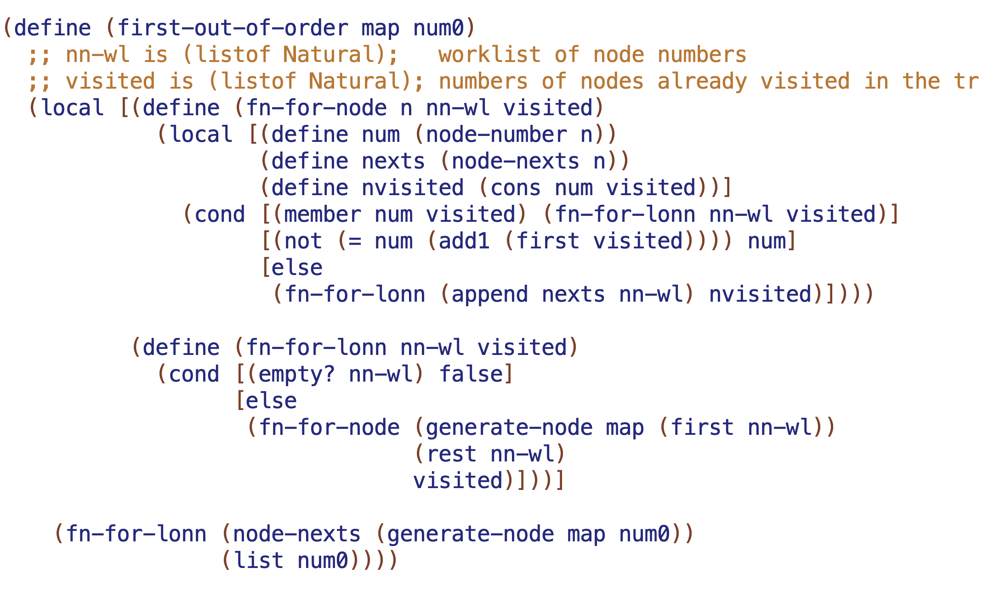 (define (first-out-of-order map num0)
  ;; nn-wl is (listof Natural);   worklist of node numbers
  ;; visited is (listof Natural); numbers of nodes already visited in the tr
  (local [(define (fn-for-node n nn-wl visited)
            (local [(define num (node-number n))
                    (define nexts (node-nexts n))
                    (define nvisited (cons num visited))]
              (cond [(member num visited) (fn-for-lonn nn-wl visited)]
                    [(not (= num (add1 (first visited)))) num]
                    [else
                     (fn-for-lonn (append nexts nn-wl) nvisited)])))

          (define (fn-for-lonn nn-wl visited)
            (cond [(empty? nn-wl) false]
                  [else
                   (fn-for-node (generate-node map (first nn-wl))
                                (rest nn-wl)
                                visited)]))]

    (fn-for-lonn (node-nexts (generate-node map num0))
                 (list num0))))